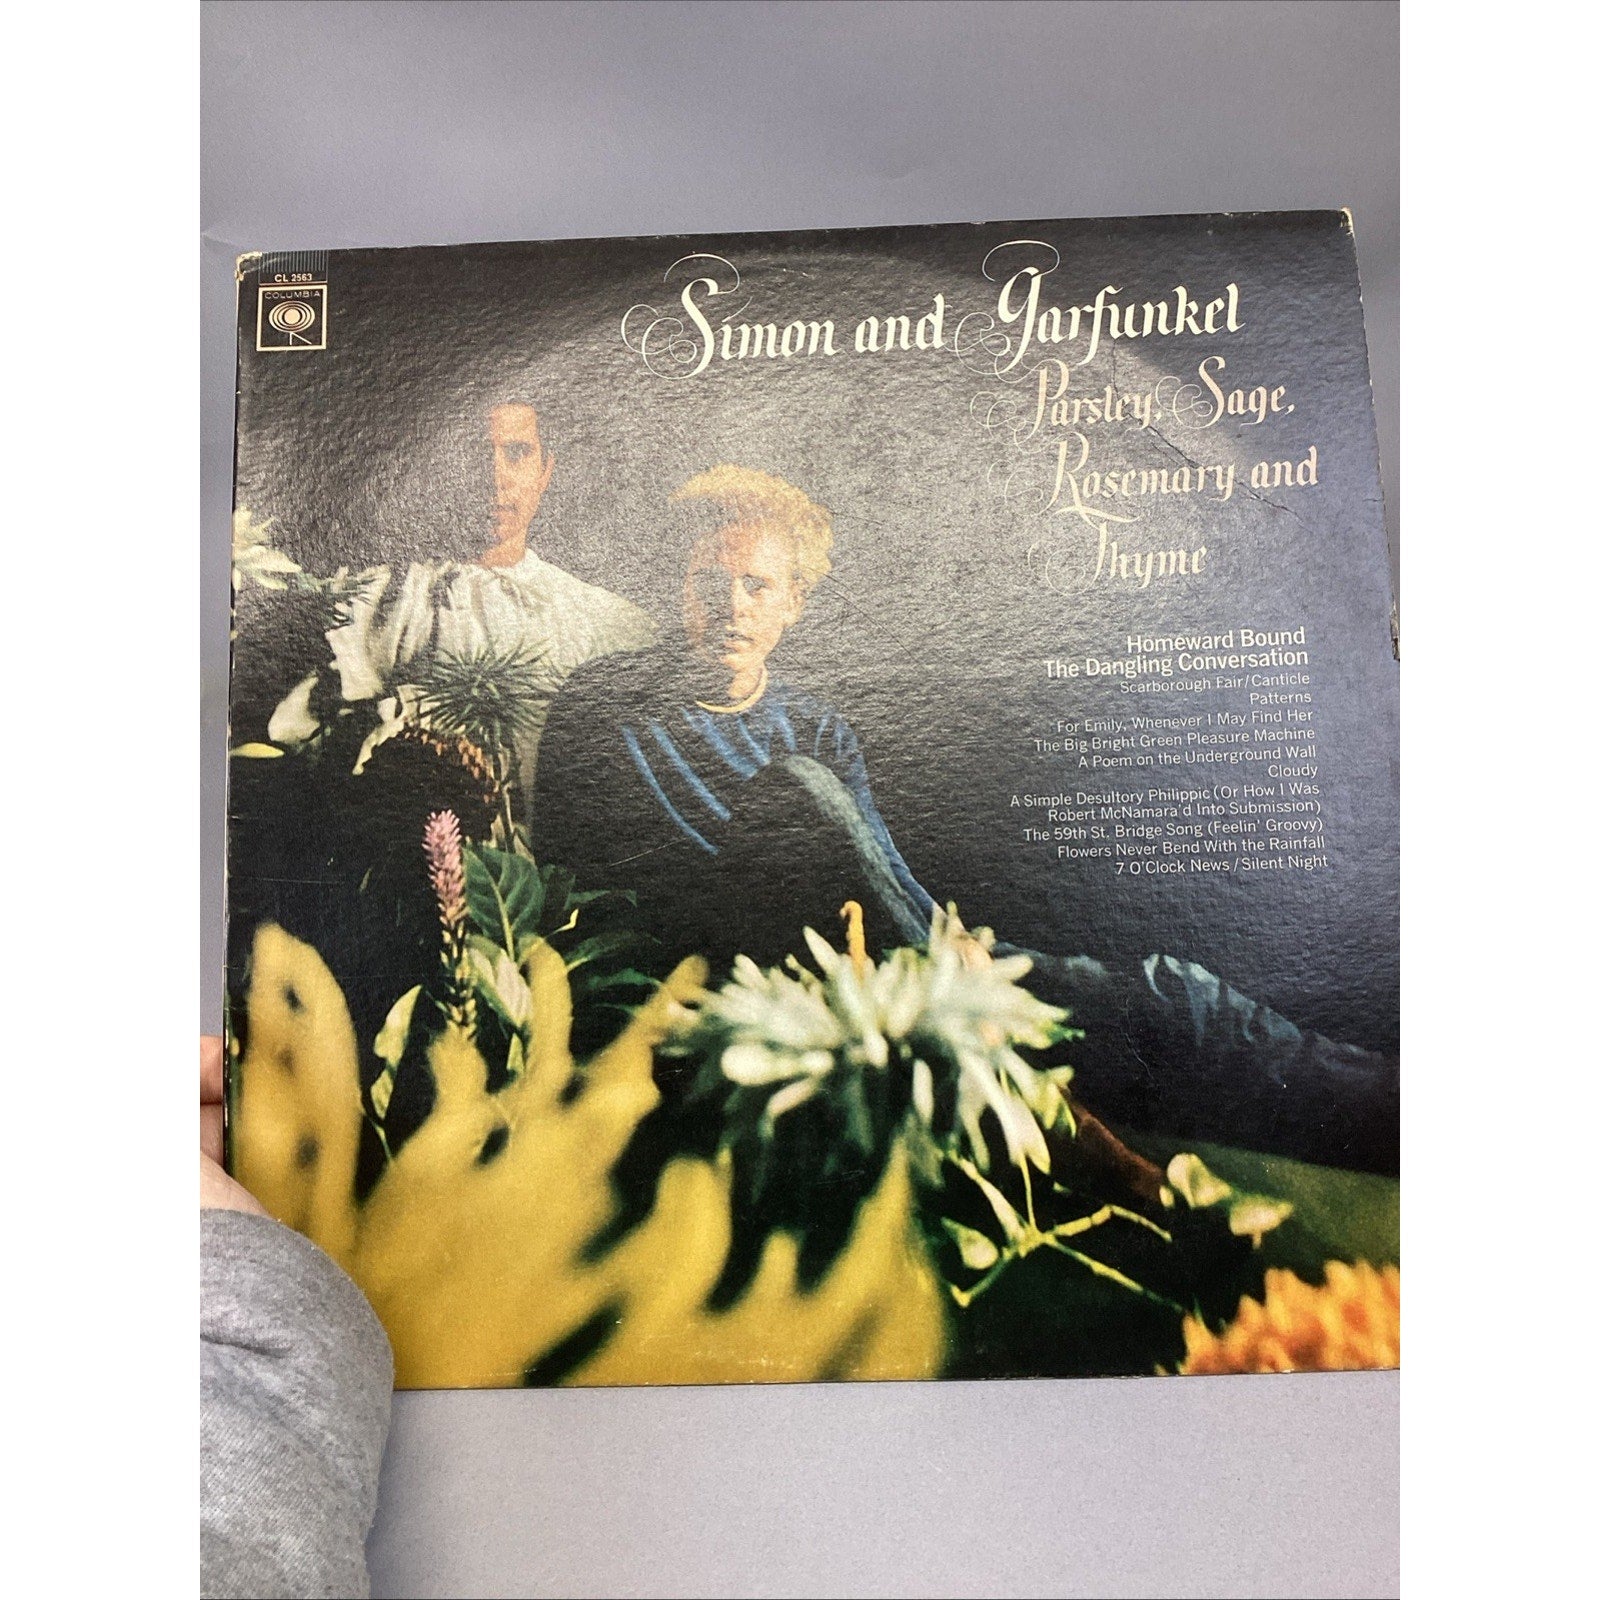 CL 2563
COLUMBIA
Simon and Garfunkel
Parsley, Sage,
Rosemary and
Thyme
Homeward Bound
The Dangling Conversation
Scarborough Fair/Canticle
Patterns
For Emily, Whenever I May Find Her
The Big Bright Green Pleasure Machine
A Poem on the Underground Wall
Cloudy
A Simple Desultory Philippic (Or How I Was
Robert McNamara'd Into Submission)
The 59th St. Bridge Song (Feelin' Groovy)
Flowers Never Bend With the Rainfall
7 O'Clock News/Silent Night